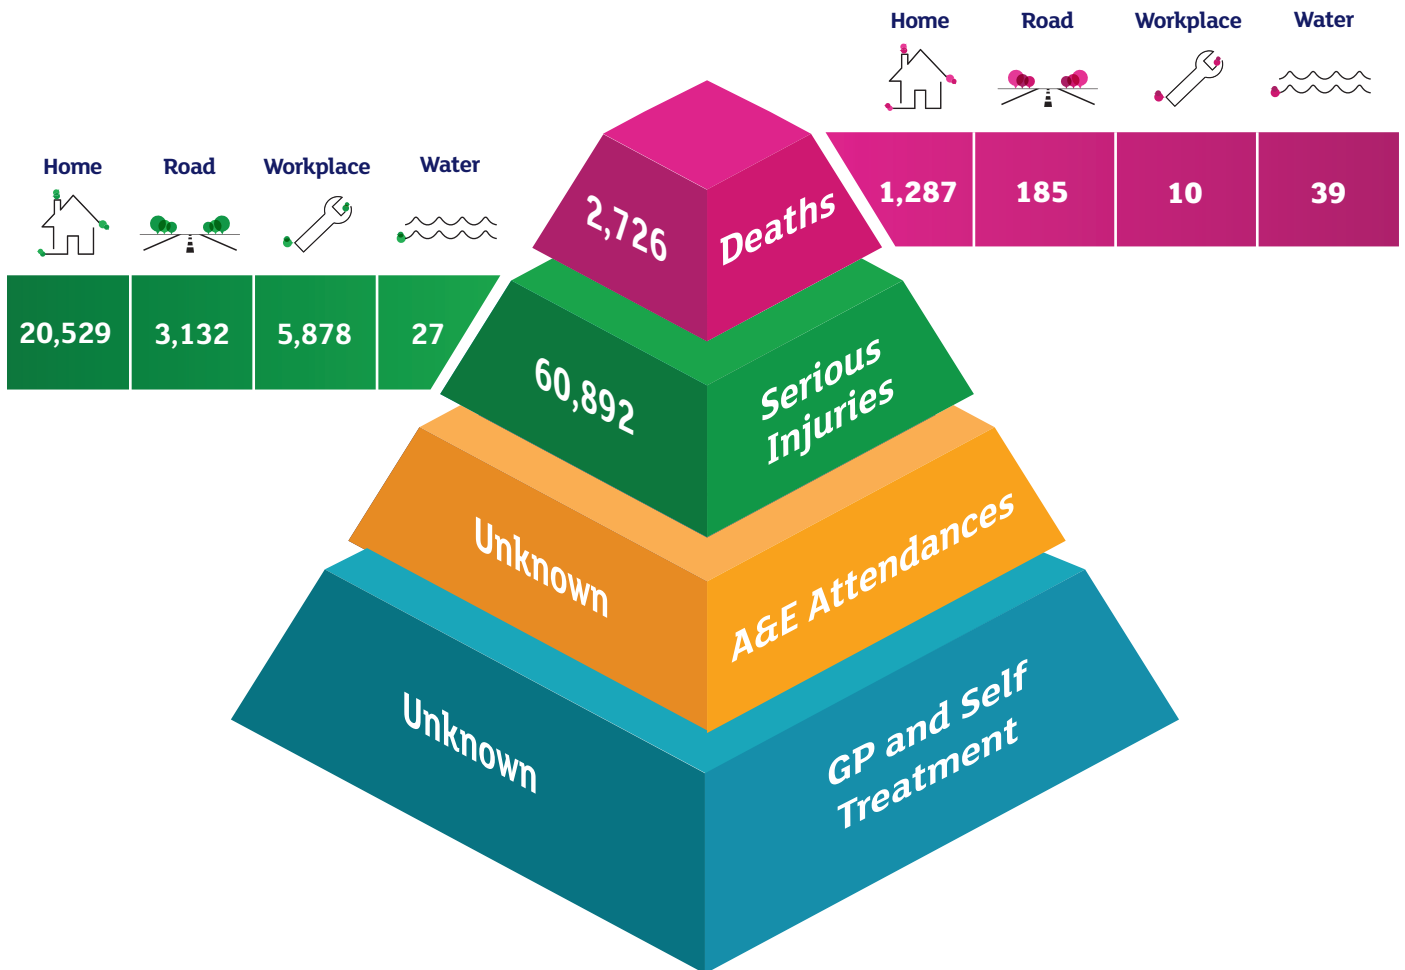 Home Road Workplace Water
1,287 185 10 39
Home Road Workplace Water
20,529 3,132 5,878 27
2,726 Deaths
60,892 Serious
Injuries
Unknown A&E Attendances
Unknown GP and Self
Treatment